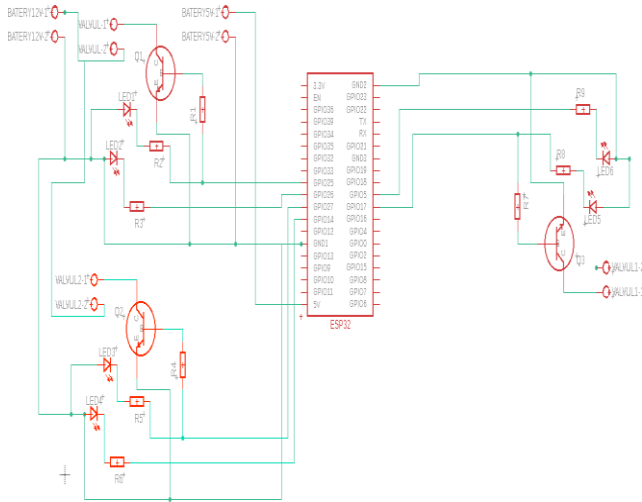 BATERY12V-1
BATERY12V-2
VALVUL-1
VALVUL-2
BATERY5V-1
BATERY5V-2
Q1
C
B
E
LED1
R1
R2
LED2
R3
3.3V
EN
GPIO36
GPIO39
GPIO34
GPIO35
GPIO32
GPIO33
GPIO25
GPIO26
GPIO27
GPIO14
GPIO12
GND1
GPIO13
GPIO9
GPIO10
GPIO11
5V
GND2
GPIO23
GPIO22
TX
RX
GPIO21
GND3
GPIO19
GPIO18
GPIO5
GPIO17
GPIO16
GPIO4
GPIO0
GPIO2
GPIO15
GPIO8
GPIO7
GPIO6
ESP32
R9
LED6
R8
LED5
R7
E
B
C
Q3
VALVUL1-2
VALVUL1-1
VALVUL2-1
VALVUL2-2
Q2
C
B
E
LED3
R4
LED4
R5
R6